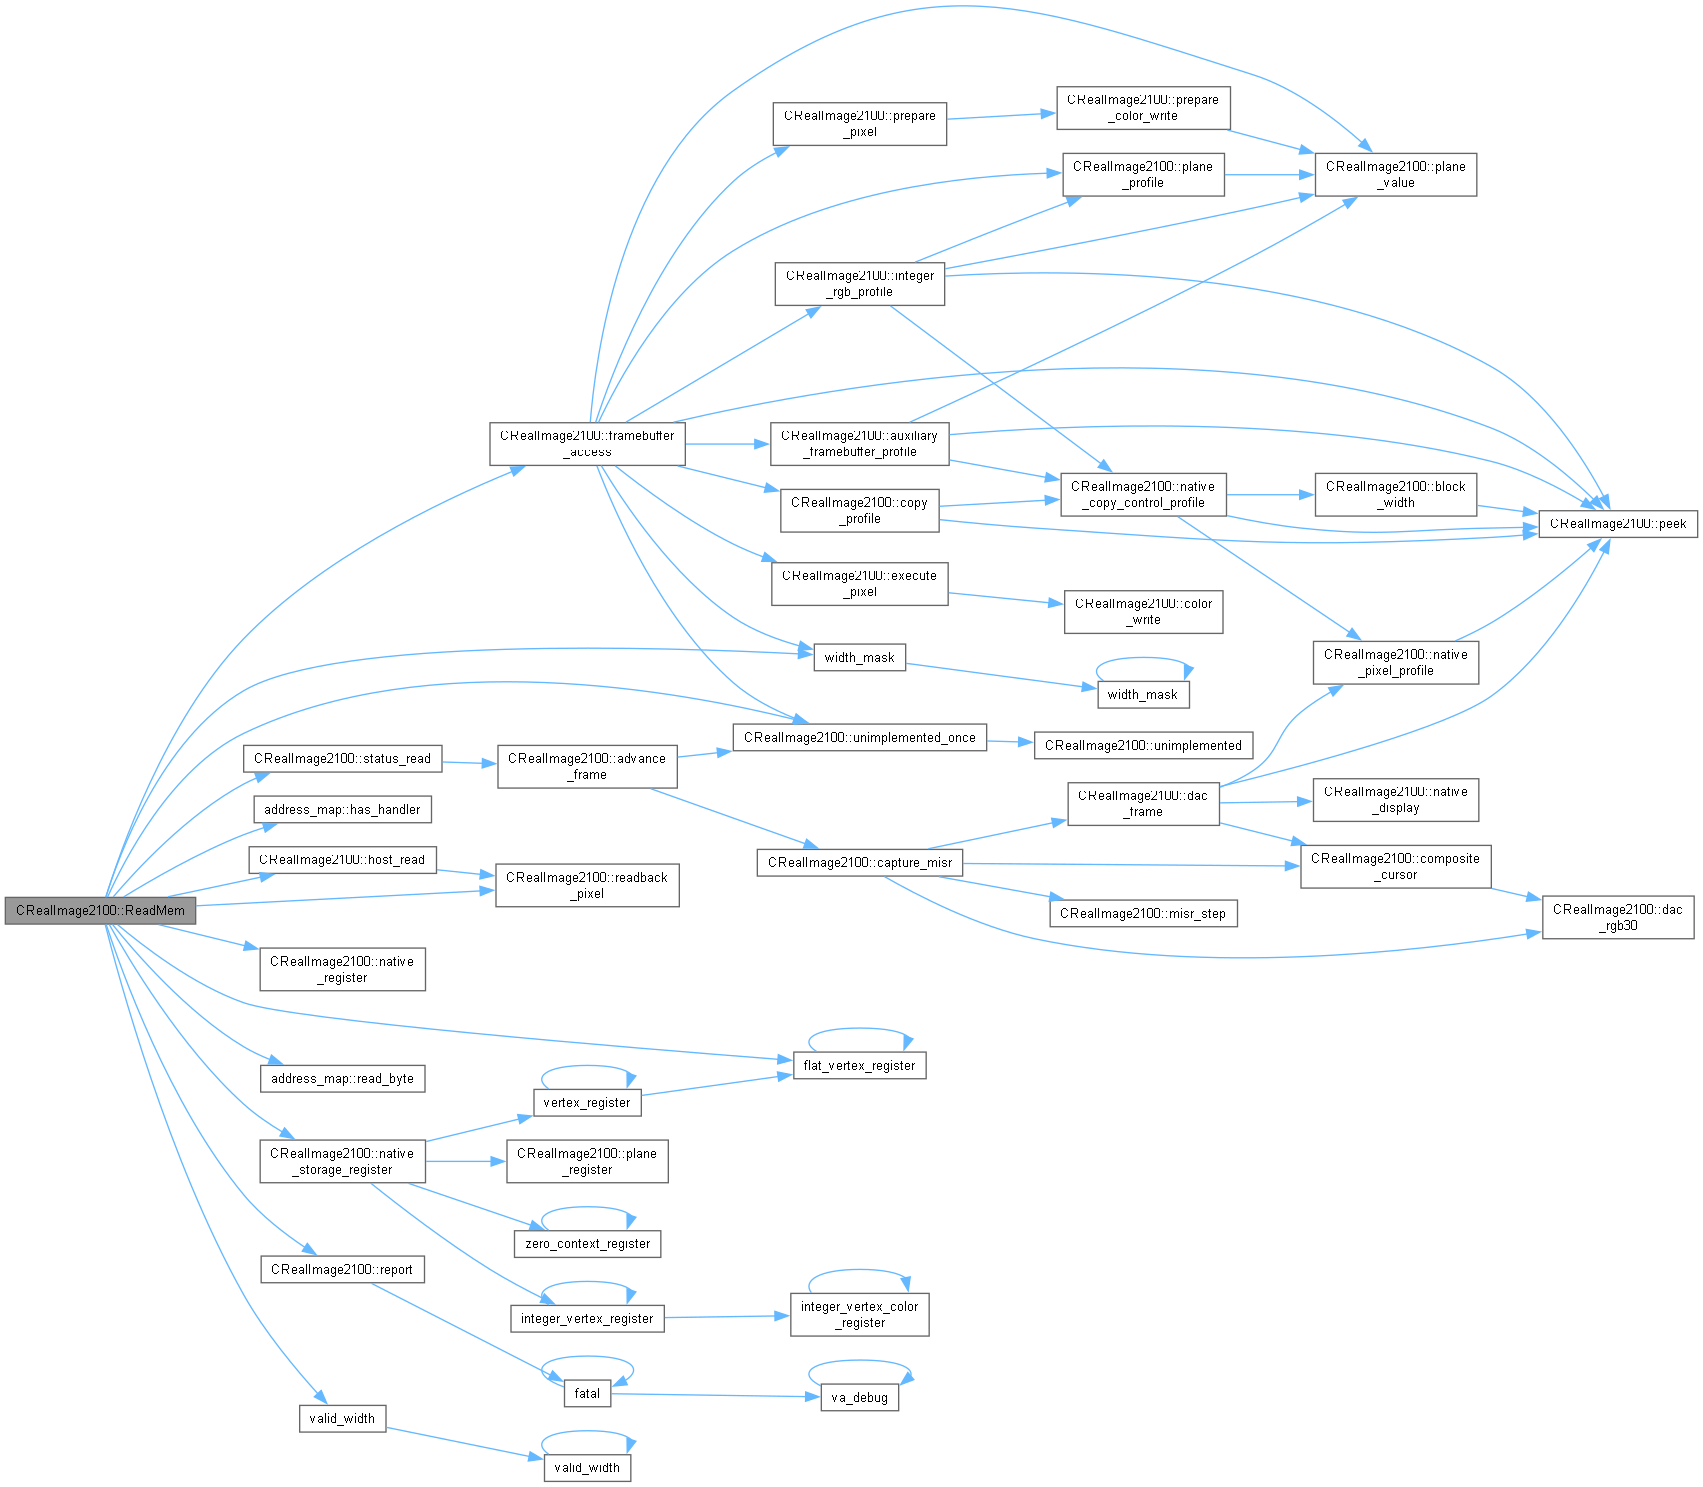 CRealImage2100::prepare
_color_write
CRealImage2100::prepare
_pixel
CRealImage2100::plane
_profile
CRealImage2100::plane
_value
CRealImage2100::integer
_rgb_profile
CRealImage2100::framebuffer
_access
CRealImage2100::auxiliary
_framebuffer_profile
CRealImage2100::copy
_profile
CRealImage2100::native
_copy_control_profile
CRealImage2100::block
_width
CRealImage2100::peek
CRealImage2100::execute
_pixel
CRealImage2100::color
_write
width_mask
width_mask
CRealImage2100::native
_pixel_profile
CRealImage2100::unimplemented_once
CRealImage2100::unimplemented
CRealImage2100::status_read
CRealImage2100::advance
_frame
address_map::has_handler
CRealImage2100::dac
_frame
CRealImage2100::native
_display
CRealImage2100::host_read
CRealImage2100::readback
_pixel
CRealImage2100::capture_misr
CRealImage2100::composite
_cursor
CRealImage2100::ReadMem
CRealImage2100::misr_step
CRealImage2100::dac
_rgb30
CRealImage2100::native
_register
address_map::read_byte
flat_vertex_register
vertex_register
CRealImage2100::native
_storage_register
CRealImage2100::plane
_register
zero_context_register
CRealImage2100::report
integer_vertex_register
integer_vertex_color
_register
fatal
va_debug
valid_width
valid_width